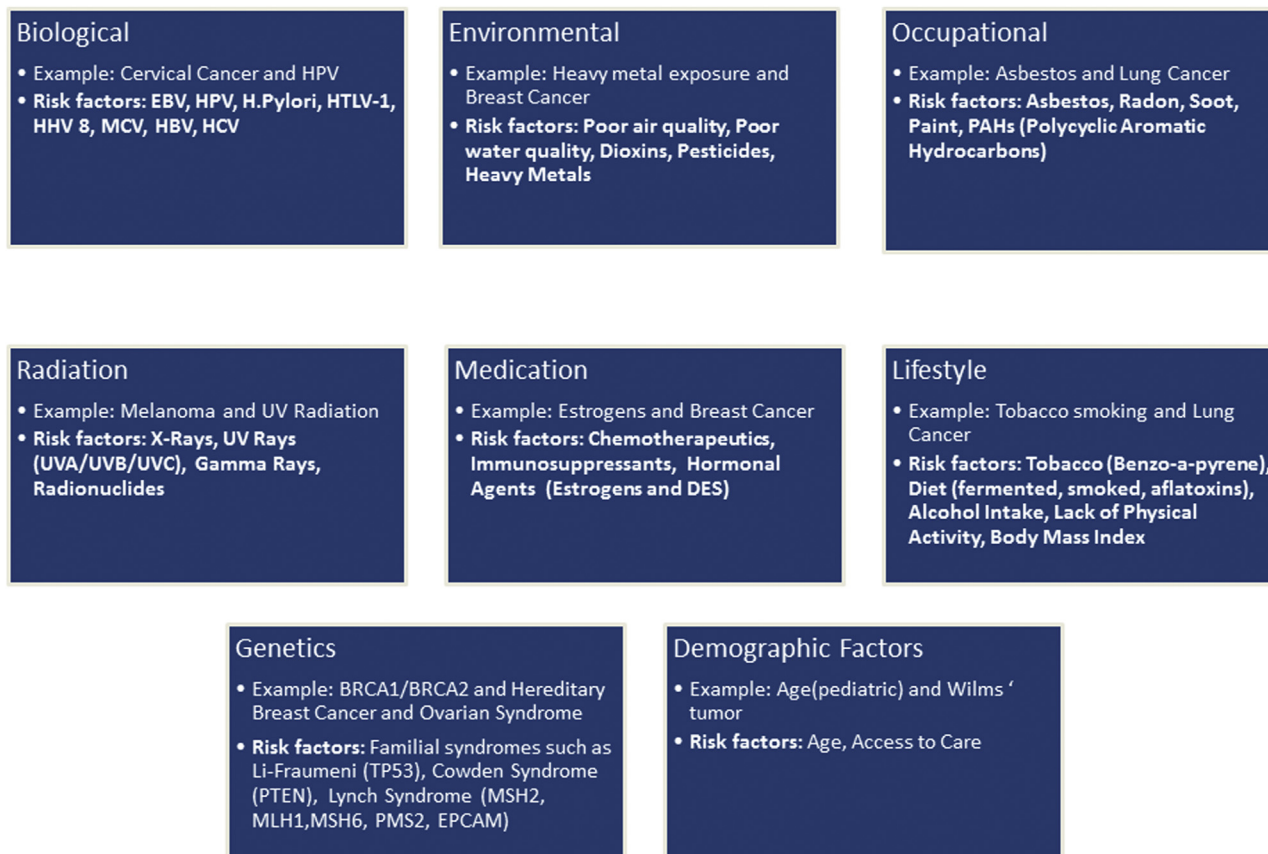 Biological
• Example: Cervical Cancer and HPV
• Risk factors: EBV, HPV, H.Pylori, HTLV-1,
HHV 8, MCV, HBV, HCV
Environmental
• Example: Heavy metal exposure and
Breast Cancer
• Risk factors: Poor air quality, Poor
water quality, Dioxins, Pesticides,
Heavy Metals
Occupational
• Example: Asbestos and Lung Cancer
• Risk factors: Asbestos, Radon, Soot,
Paint, PAHs (Polycyclic Aromatic
Hydrocarbons)
Radiation
• Example: Melanoma and UV Radiation
• Risk factors: X-Rays, UV Rays
(UVA/UVB/UVC), Gamma Rays,
Radionuclides
Medication
• Example: Estrogens and Breast Cancer
• Risk factors: Chemotherapeutics,
Immunosuppressants, Hormonal
Agents (Estrogens and DES)
Lifestyle
• Example: Tobacco smoking and Lung
Cancer
• Risk factors: Tobacco (Benzo-a-pyrene),
Diet (fermented, smoked, aflatoxins),
Alcohol Intake, Lack of Physical
Activity, Body Mass Index
Genetics
• Example: BRCA1/BRCA2 and Hereditary
Breast Cancer and Ovarian Syndrome
• Risk factors: Familial syndromes such as
Li-Fraumeni (TP53), Cowden Syndrome
(PTEN), Lynch Syndrome (MSH2,
MLH1,MSH6, PMS2, EPCAM)
Demographic Factors
• Example: Age(pediatric) and Wilms ‘
tumor
• Risk factors: Age, Access to Care